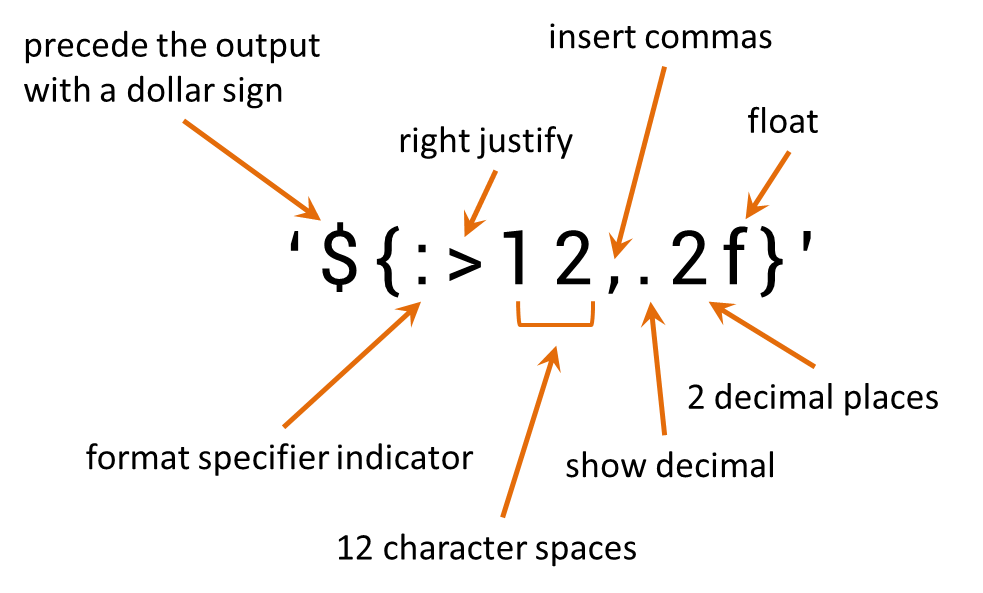 precede the output
with a dollar sign
insert commas
right justify
float
‘${:>12,.2f}’
2 decimal places
format specifier indicator
show decimal
12 character spaces